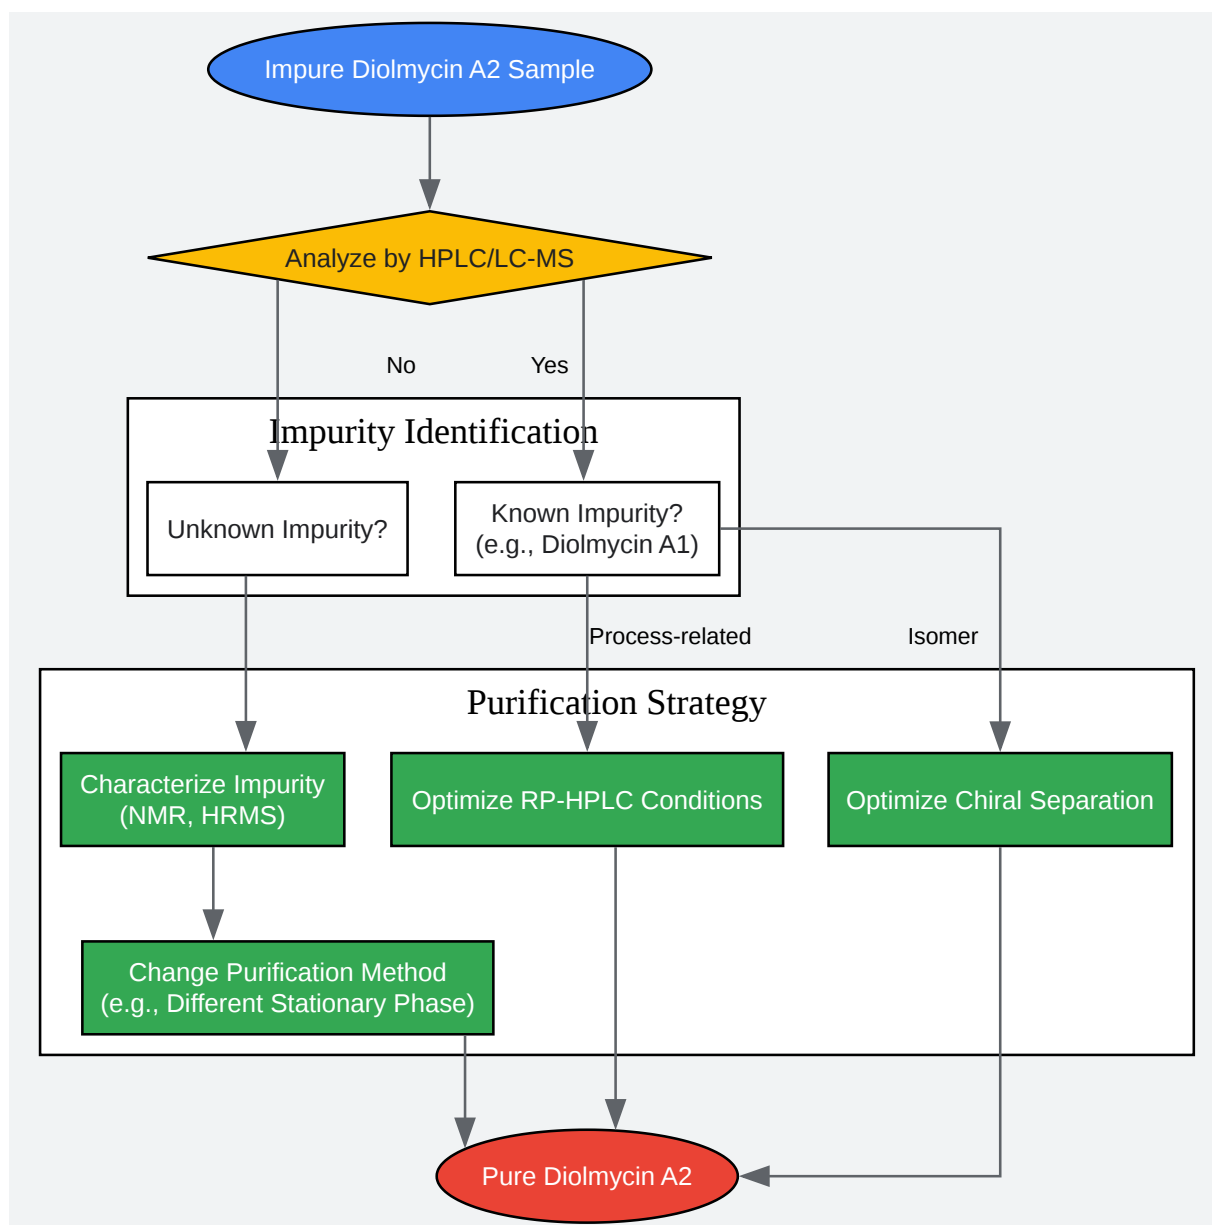 Impure Diolmycin A2 Sample
Analyze by HPLC/LC-MS
No
Yes
Impurity Identification
Unknown Impurity?
Known Impurity?
(e.g., Diolmycin A1)
Process-related
Isomer
Purification Strategy
Characterize Impurity
(NMR, HRMS)
Optimize RP-HPLC Conditions
Optimize Chiral Separation
Change Purification Method
(e.g., Different Stationary Phase)
Pure Diolmycin A2